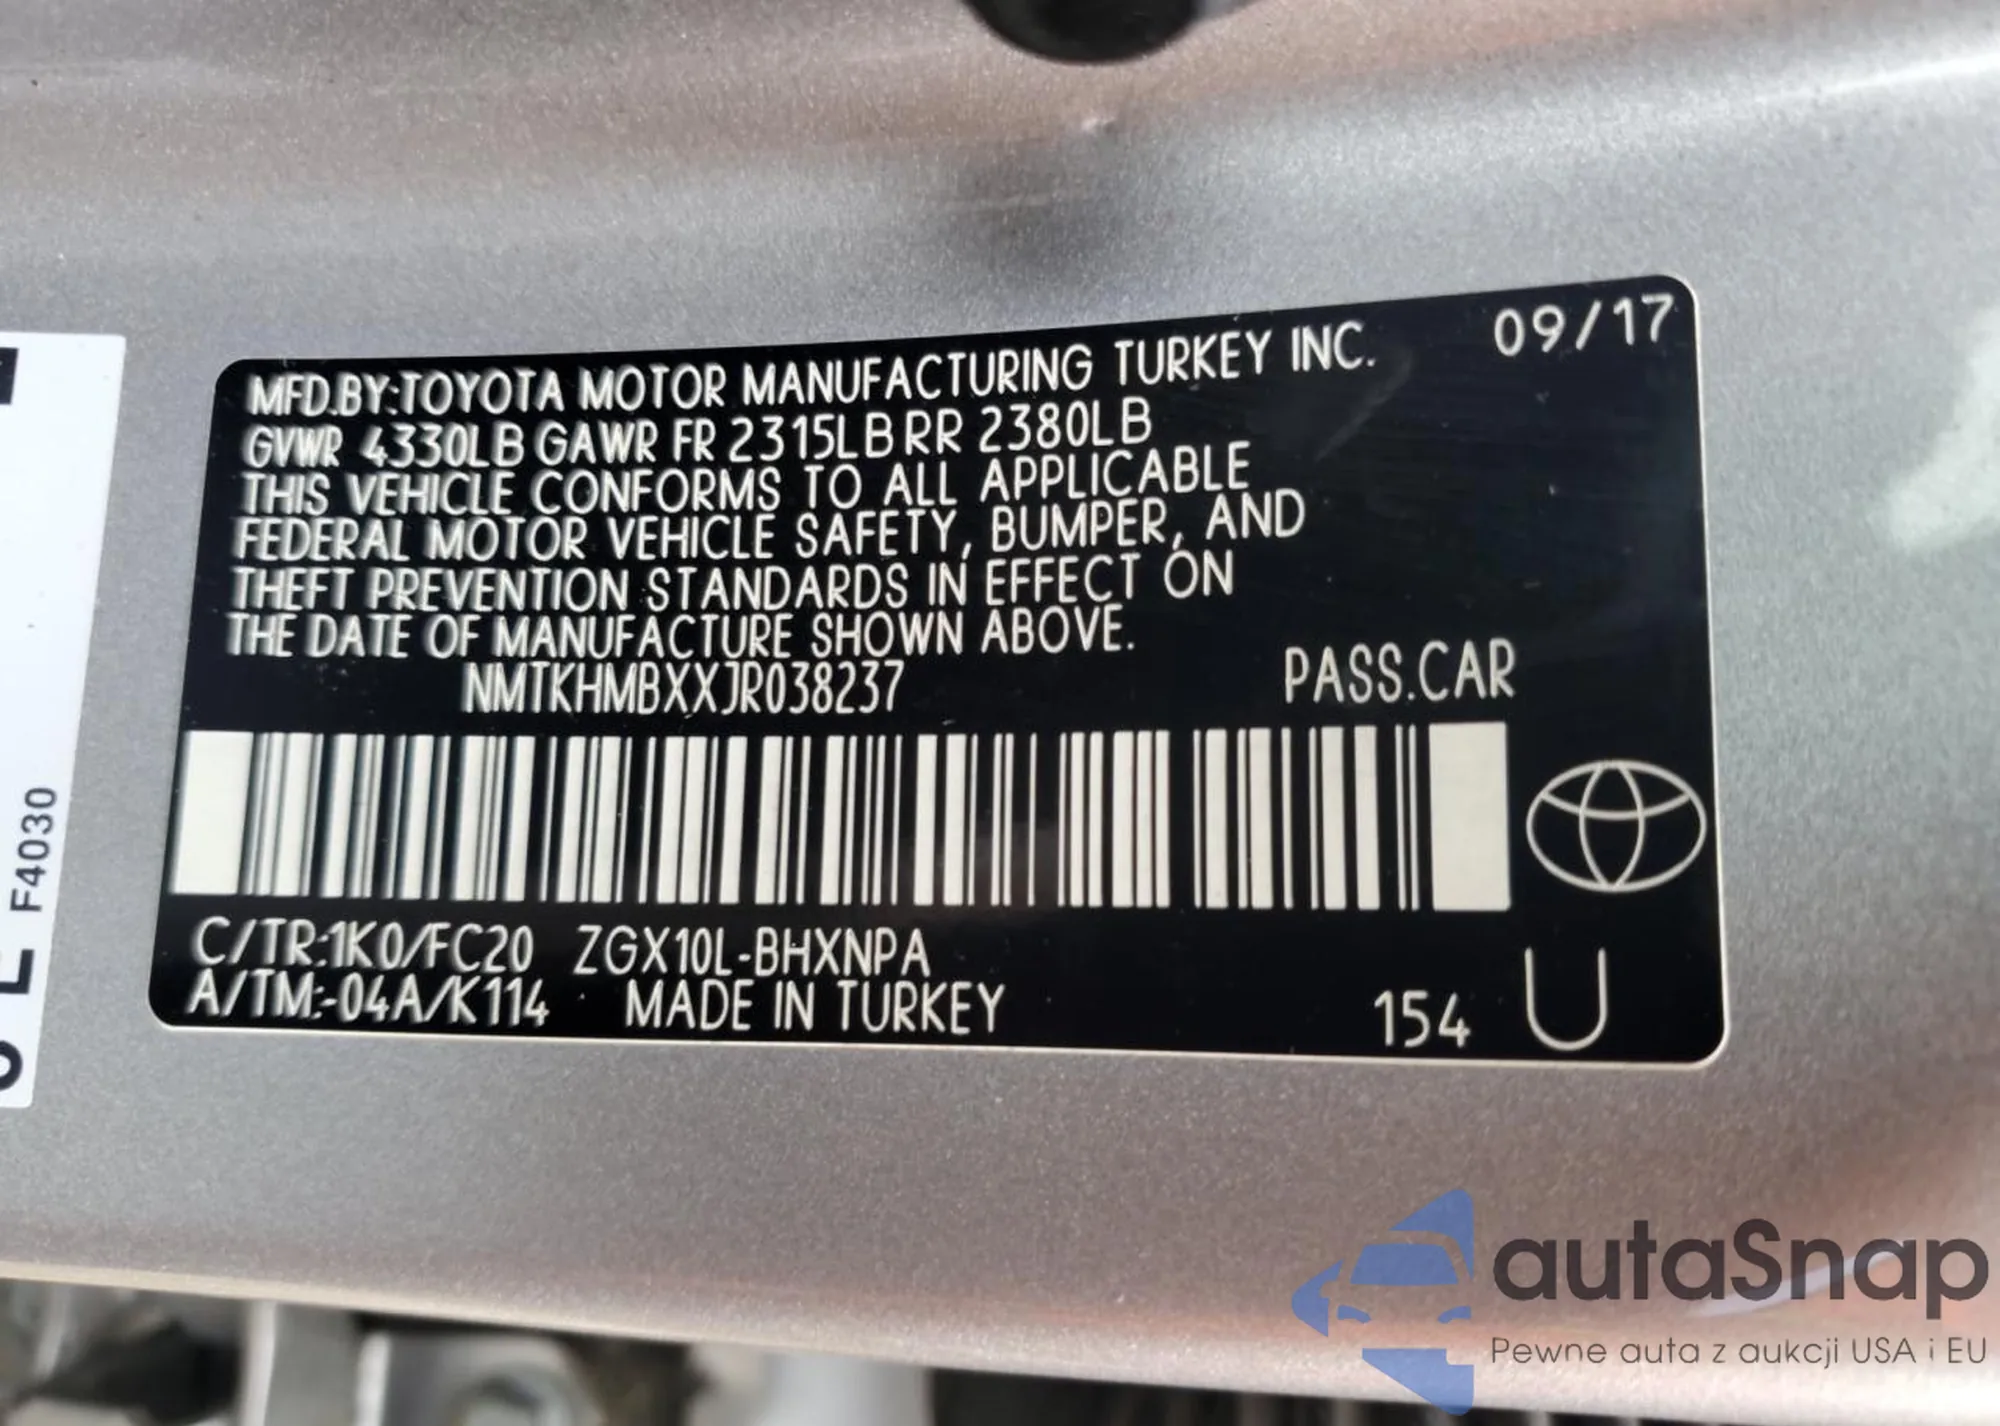 MFD.BY:TOYOTA MOTOR MANUFACTURING TURKEY INC. 09/17
GVWR 4330LB GAWR FR 2315LB RR 2380LB
THIS VEHICLE CONFORMS TO ALL APPLICABLE
FEDERAL MOTOR VEHICLE SAFETY, BUMPER, AND
THEFT PREVENTION STANDARDS IN EFFECT ON
THE DATE OF MANUFACTURE SHOWN ABOVE.
NMTKHMBXXJR038237 PASS.CAR
C/TR:1K0/FC20 ZGX10L-BHXNPA
A/TM:-04A/K114 MADE IN TURKEY 154 U
F4030
autaSnap
Pewne auta z aukcji USA i EU